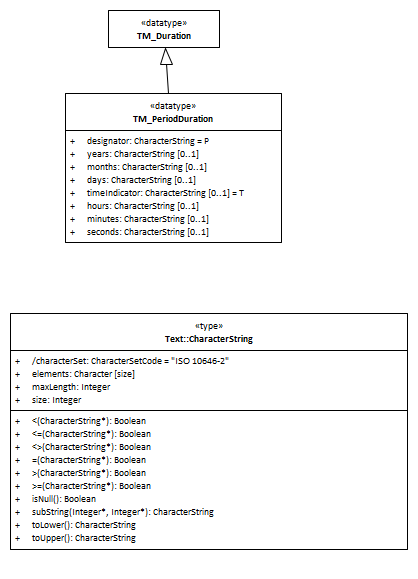 «datatype»
TM_Duration
«datatype»
TM_PeriodDuration
+ designator: CharacterString = P
+ years: CharacterString [0..1]
+ months: CharacterString [0..1]
+ days: CharacterString [0..1]
+ timeIndicator: CharacterString [0..1] = T
+ hours: CharacterString [0..1]
+ minutes: CharacterString [0..1]
+ seconds: CharacterString [0..1]
«type»
Text::CharacterString
+ /characterSet: CharacterSetCode = "ISO 10646-2"
+ elements: Character [size]
+ maxLength: Integer
+ size: Integer
+ <(CharacterString*): Boolean
+ <=(CharacterString*): Boolean
+ <>(CharacterString*): Boolean
+ =(CharacterString*): Boolean
+ >(CharacterString*): Boolean
+ >=(CharacterString*): Boolean
+ isNull(): Boolean
+ subString(Integer*, Integer*): CharacterString
+ toLower(): CharacterString
+ toUpper(): CharacterString